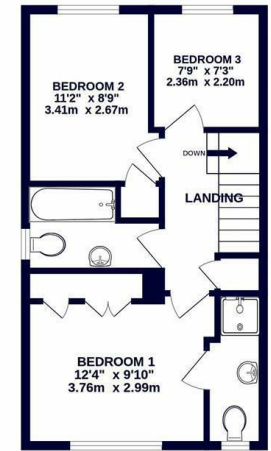 BEDROOM 2
11'2" x 8'9"
3.41m x 2.67m
BEDROOM 3
7'9" x 7'3"
2.36m x 2.20m
DOWN
LANDING
BEDROOM 1
12'4" x 9'10"
3.76m x 2.99m